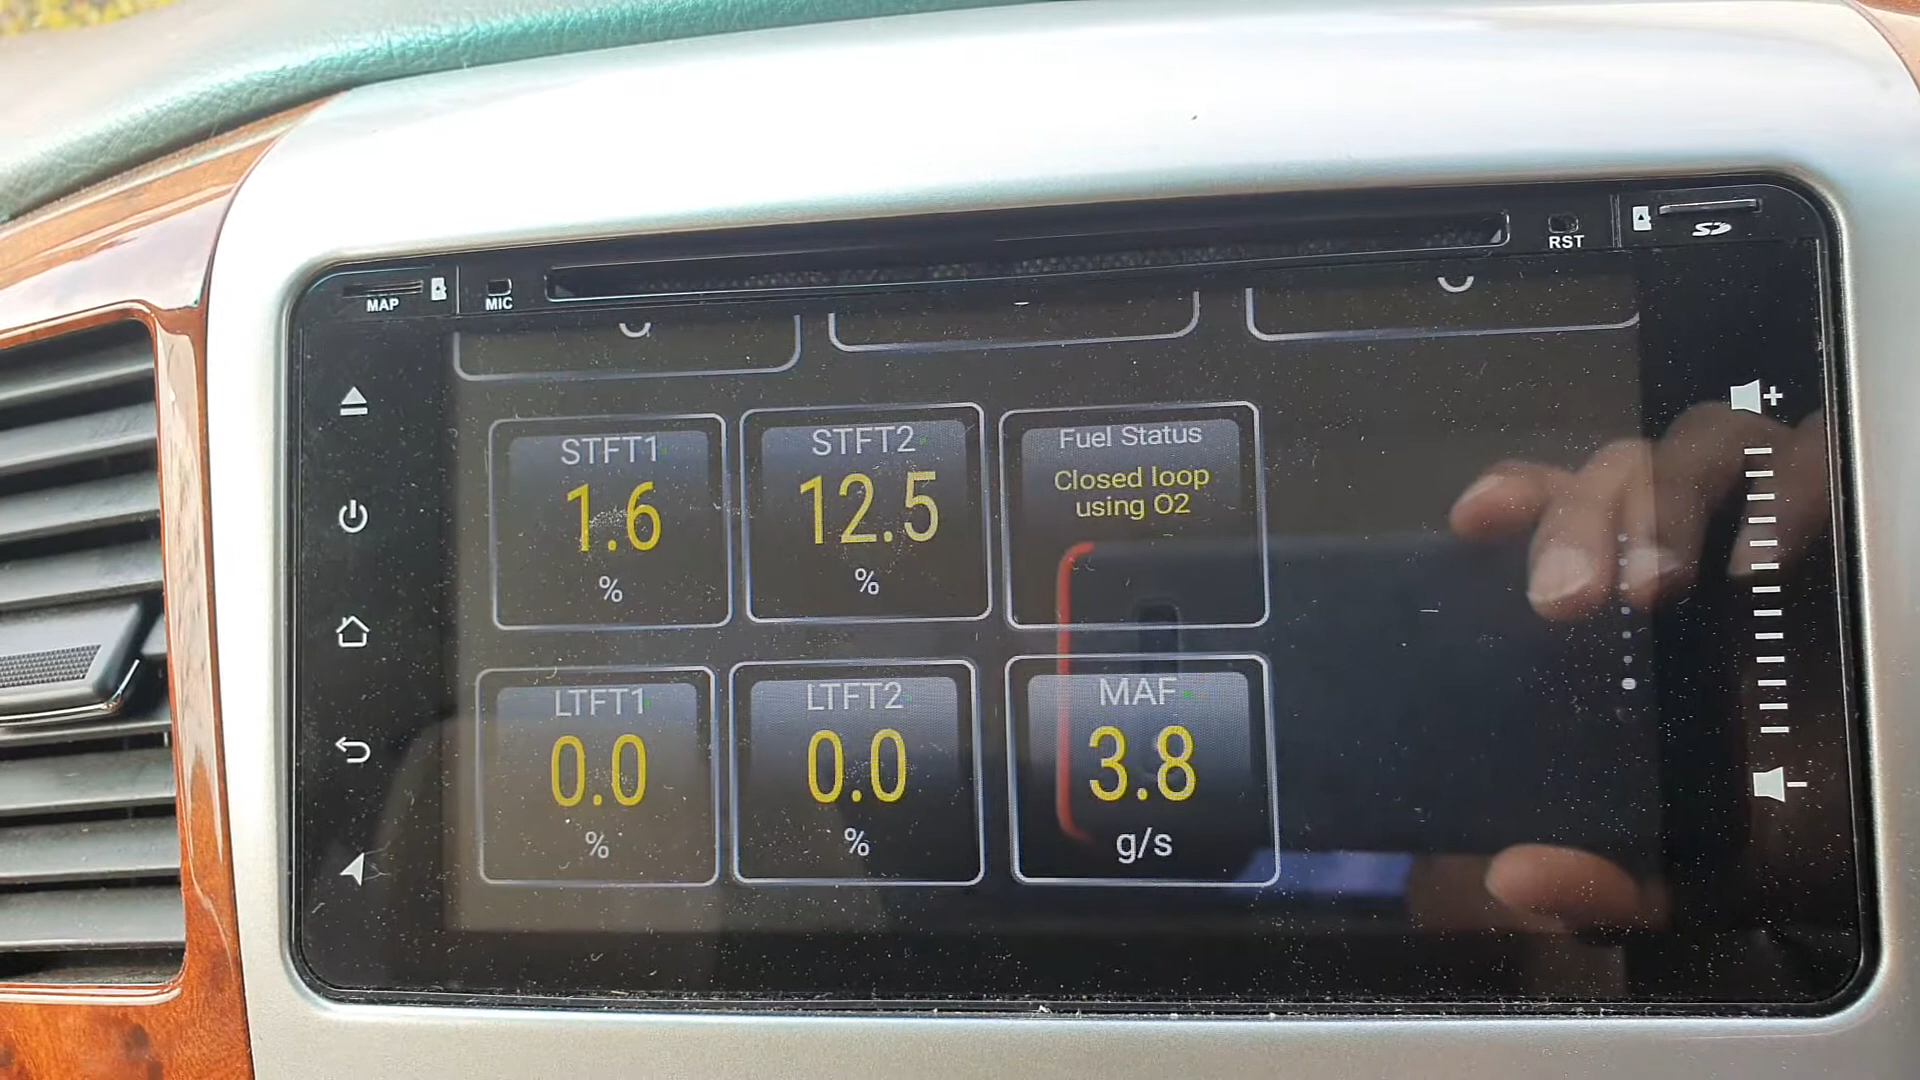 MAP
MIC
RST
SD
STFT1
1.6
%
STFT2
12.5
%
Fuel Status
Closed loop
using O2
LTFT1
0.0
%
LTFT2
0.0
%
MAF
3.8
g/s